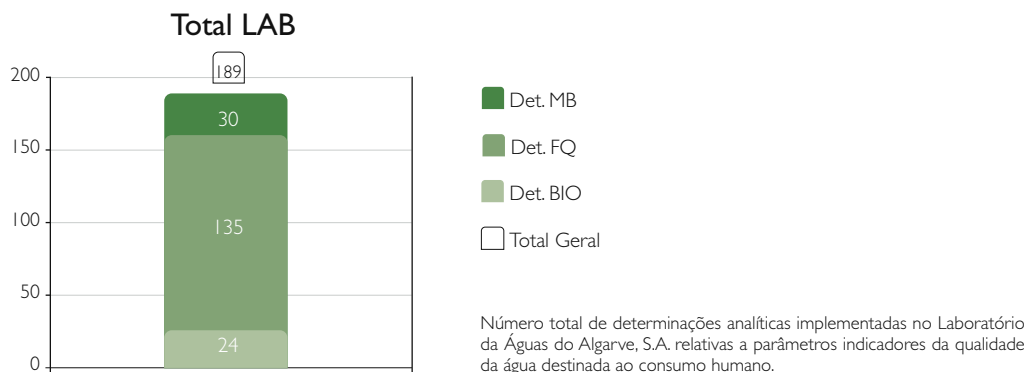 Total LAB
189
200
150
100
50
0
30
135
24
Det. MB
Det. FQ
Det. BIO
Total Geral
Número total de determinações analíticas implementadas no Laboratório
da Águas do Algarve, S.A. relativas a parâmetros indicadores da qualidade
da água destinada ao consumo humano.